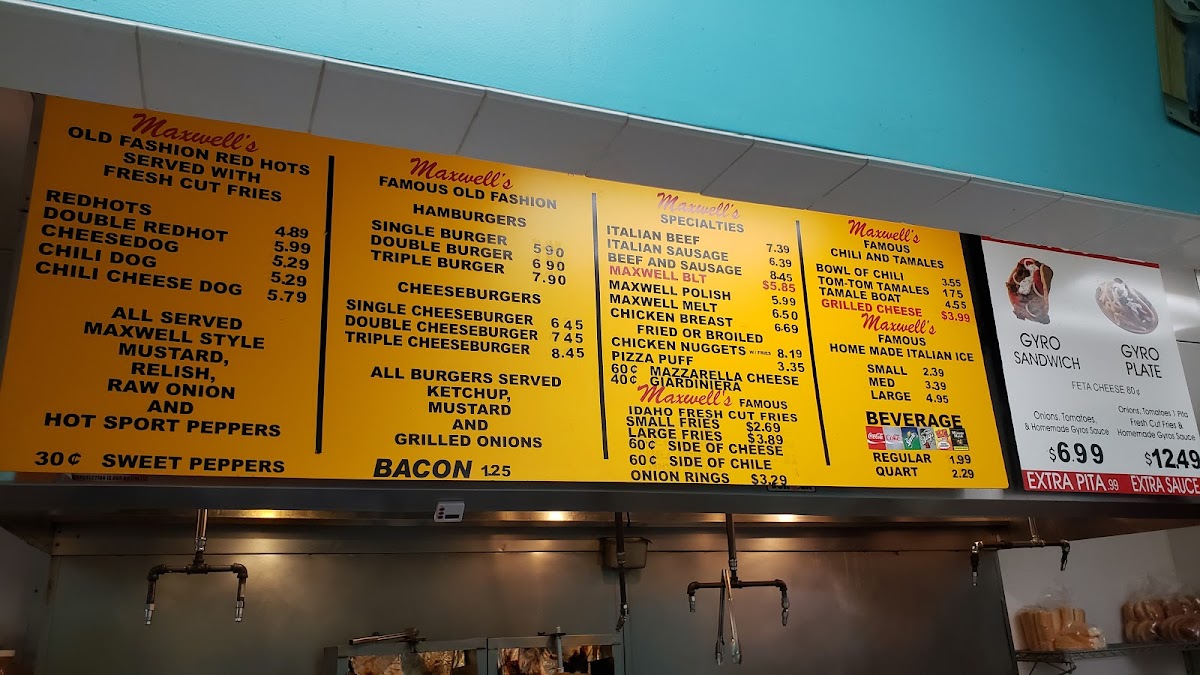 Maxwell's
OLD FASHION RED HOTS
SERVED WITH
FRESH CUT FRIES
REDHOTS 4.89
DOUBLE REDHOT 5.99
CHEESEDOG 5.29
CHILI DOG 5.29
CHILI CHEESE DOG 5.79
ALL SERVED
MAXWELL STYLE
MUSTARD,
RELISH,
RAW ONION
AND
HOT SPORT PEPPERS
30¢ SWEET PEPPERS
Maxwell's
FAMOUS OLD FASHION
HAMBURGERS
SINGLE BURGER 5 90
DOUBLE BURGER 6 90
TRIPLE BURGER 7.90
CHEESEBURGERS
SINGLE CHEESEBURGER 6 45
DOUBLE CHEESEBURGER 7 45
TRIPLE CHEESEBURGER 8.45
ALL BURGERS SERVED
KETCHUP,
MUSTARD
AND
GRILLED ONIONS
BACON 1.25
Maxwell's
SPECIALTIES
ITALIAN BEEF 7.39
ITALIAN SAUSAGE 6.39
BEEF AND SAUSAGE 8.45
MAXWELL BLT $5.85
MAXWELL POLISH 5.99
MAXWELL MELT 6.50
CHICKEN BREAST 6.69
FRIED OR BROILED
CHICKEN NUGGETS W/ FRIES 8.19
PIZZA PUFF 3.35
60¢ MAZZARELLA CHEESE
40¢ GIARDINIERA
Maxwell's FAMOUS
IDAHO FRESH CUT FRIES
SMALL FRIES $2.69
LARGE FRIES $3.89
60¢ SIDE OF CHEESE
60¢ SIDE OF CHILE
ONION RINGS $3.29
Maxwell's
FAMOUS
CHILI AND TAMALES
BOWL OF CHILI 3.55
TOM-TOM TAMALES 1 75
TAMALE BOAT 4.55
GRILLED CHEESE $3.99
Maxwell's
FAMOUS
HOME MADE ITALIAN ICE
SMALL 2.39
MED 3.39
LARGE 4.95
BEVERAGE
REGULAR 1.99
QUART 2.29
GYRO
SANDWICH
GYRO
PLATE
FETA CHEESE 80¢
Onions, Tomatoes,
& Homemade Gyros Sauce
$6.99
Onions, Tomatoes 1 Pita
Fresh Cut Fries &
Homemade Gyros Sauce
$12.49
EXTRA PITA .99 EXTRA SAUCE